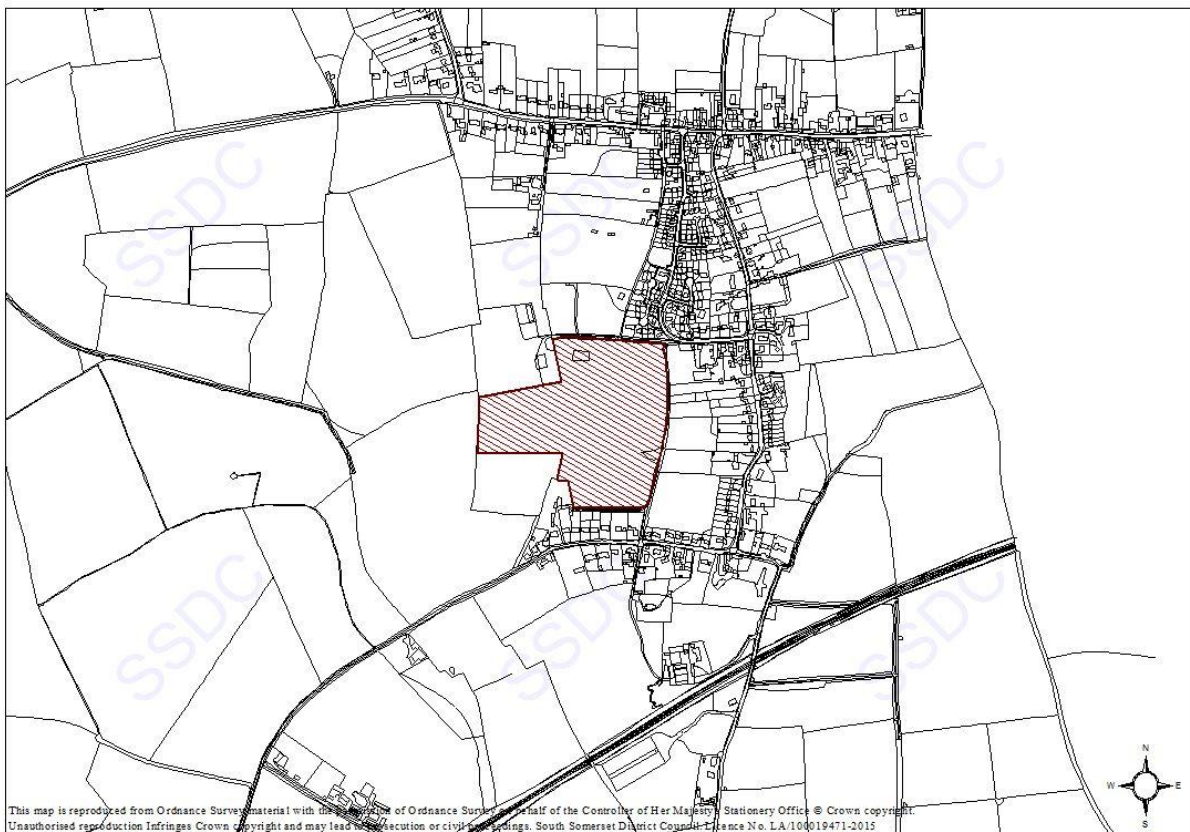 SSDC
SSDC
SSDC
SSDC
SSDC
SSDC
N
W E
S
This map is reproduced from Ordnance Survey material with the of Ordnance Survey on behalf of the Controller of Her Majesty's Stationery Office © Crown copyright.
Unauthorised reproduction Infringes Crown copyright and may lead to prosecution or civil proceedings. South Somerset District Council Licence No. LA/100019471-2015